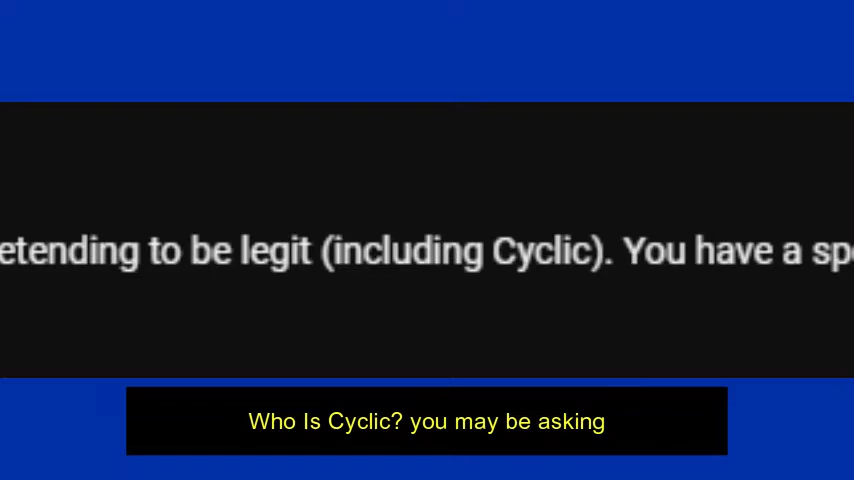 etending to be legit (including Cyclic). You have a sp
Who Is Cyclic? you may be asking